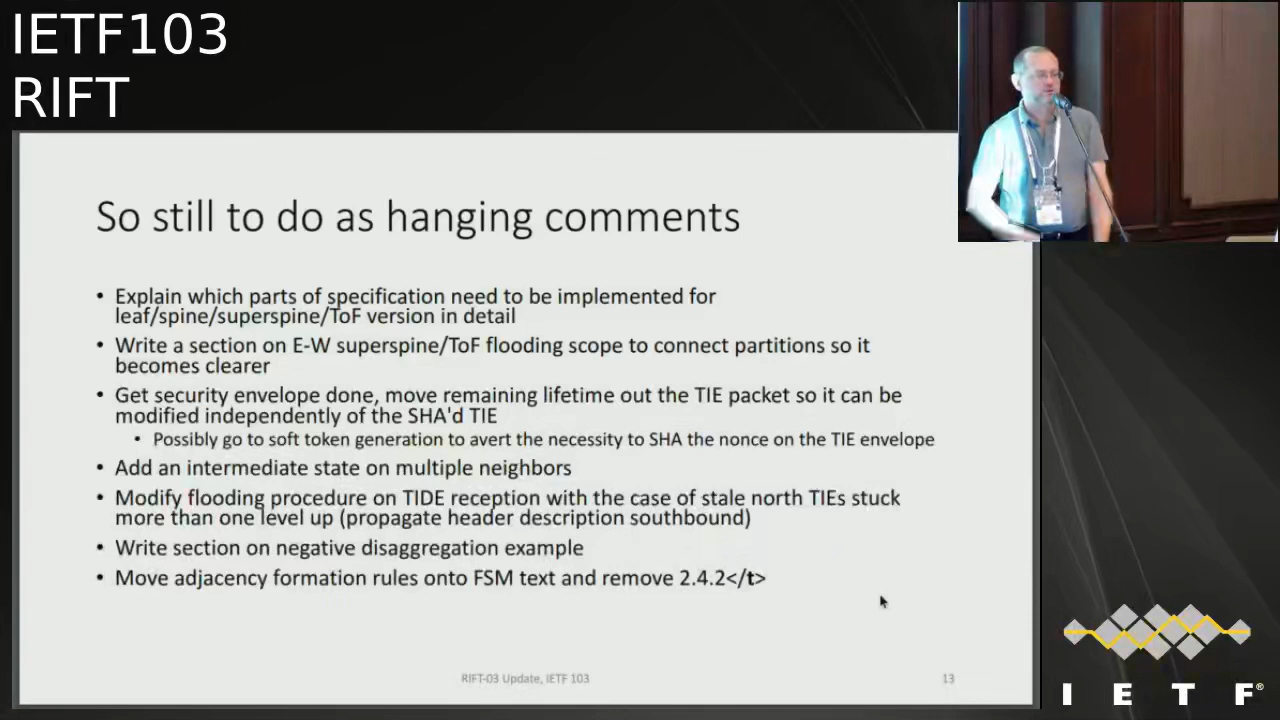 IETF103
RIFT
So still to do as hanging comments
• Explain which parts of specification need to be implemented for
leaf/spine/superspine/ToF version in detail
• Write a section on E-W superspine/ToF flooding scope to connect partitions so it
becomes clearer
• Get security envelope done, move remaining lifetime out the TIE packet so it can be
modified independently of the SHA'd TIE
• Possibly go to soft token generation to avert the necessity to SHA the nonce on the TIE envelope
• Add an intermediate state on multiple neighbors
• Modify flooding procedure on TIDE reception with the case of stale north TIEs stuck
more than one level up (propagate header description southbound)
• Write section on negative disaggregation example
• Move adjacency formation rules onto FSM text and remove 2.4.2</t>
RIFT-03 Update, IETF 103
13
I E T F®